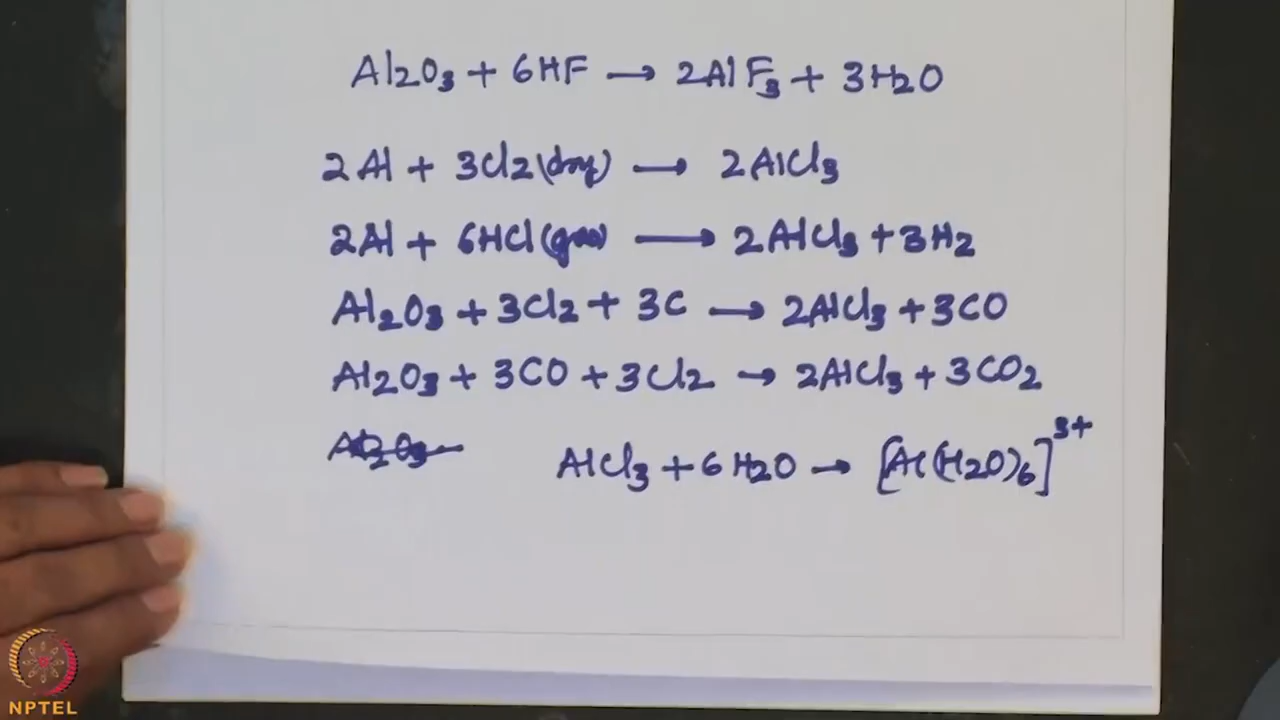 Al2O3 + 6HF → 2AlF3 + 3H2O
2Al + 3Cl2 (dry) → 2AlCl3
2Al + 6HCl (gas) → 2AlCl3 + 3H2
Al2O3 + 3Cl2 + 3C → 2AlCl3 + 3CO
Al2O3 + 3CO + 3Cl2 → 2AlCl3 + 3CO2
Al2O3
AlCl3 + 6H2O → [Al(H2O)6]3+
NPTEL